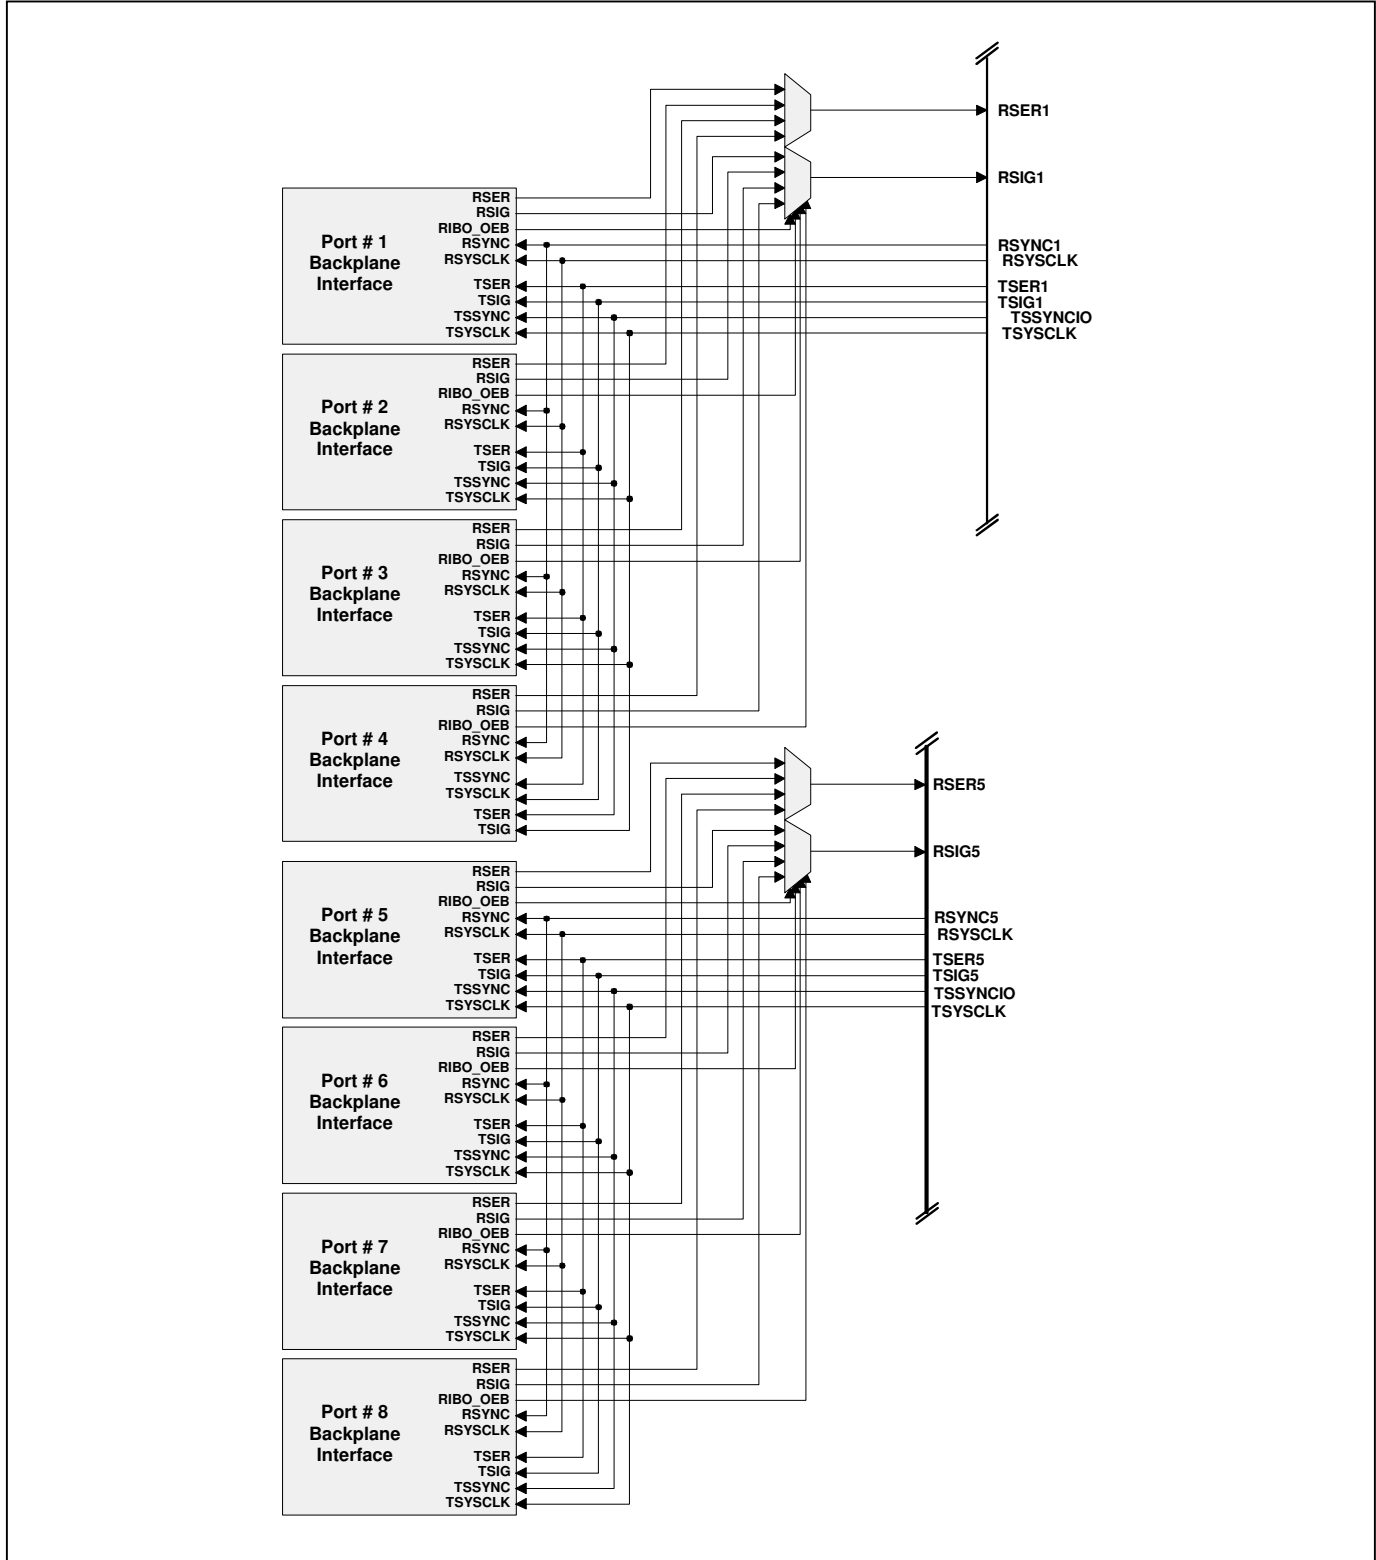 RSER1
RSIG1
RSER
RSIG
RIBO_OEB
RSYNC
RSYSCLK
TSER
TSIG
TSSYNC
TSYSCLK
Port # 1
Backplane
Interface
RSYNC1
RSYSCLK
TSER1
TSIG1
TSSYNCIO
TSYSCLK
RSER
RSIG
RIBO_OEB
RSYNC
RSYSCLK
TSER
TSIG
TSSYNC
TSYSCLK
Port # 2
Backplane
Interface
RSER
RSIG
RIBO_OEB
RSYNC
RSYSCLK
TSER
TSIG
TSSYNC
TSYSCLK
Port # 3
Backplane
Interface
RSER
RSIG
RIBO_OEB
RSYNC
RSYSCLK
TSSYNC
TSYSCLK
TSER
TSIG
Port # 4
Backplane
Interface
RSER5
RSIG5
RSER
RSIG
RIBO_OEB
RSYNC
RSYSCLK
TSER
TSIG
TSSYNC
TSYSCLK
Port # 5
Backplane
Interface
RSYNC5
RSYSCLK
TSER5
TSIG5
TSSYNCIO
TSYSCLK
RSER
RSIG
RIBO_OEB
RSYNC
RSYSCLK
TSER
TSIG
TSSYNC
TSYSCLK
Port # 6
Backplane
Interface
RSER
RSIG
RIBO_OEB
RSYNC
RSYSCLK
TSER
TSIG
TSSYNC
TSYSCLK
Port # 7
Backplane
Interface
RSER
RSIG
RIBO_OEB
RSYNC
RSYSCLK
TSER
TSIG
TSSYNC
TSYSCLK
Port # 8
Backplane
Interface